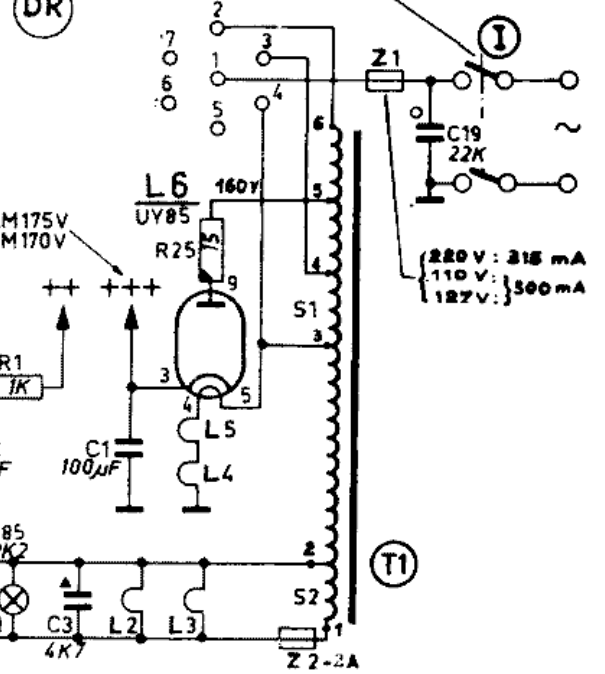 DR
2
I
7
3
Z1
1
6
4
5
C19
22K
~
6
L6
160V
5
UY85
M175V
M170V
R25
15
220 V: 315 mA
110 V:
127 V: } 500 mA
4
9
++ +++
S1
3
R1
1K
3
4
5
L5
C1
100µF
L4
F
85
2K2
2
T1
S2
C3
L2
L3
4K7
1
Z2-2A